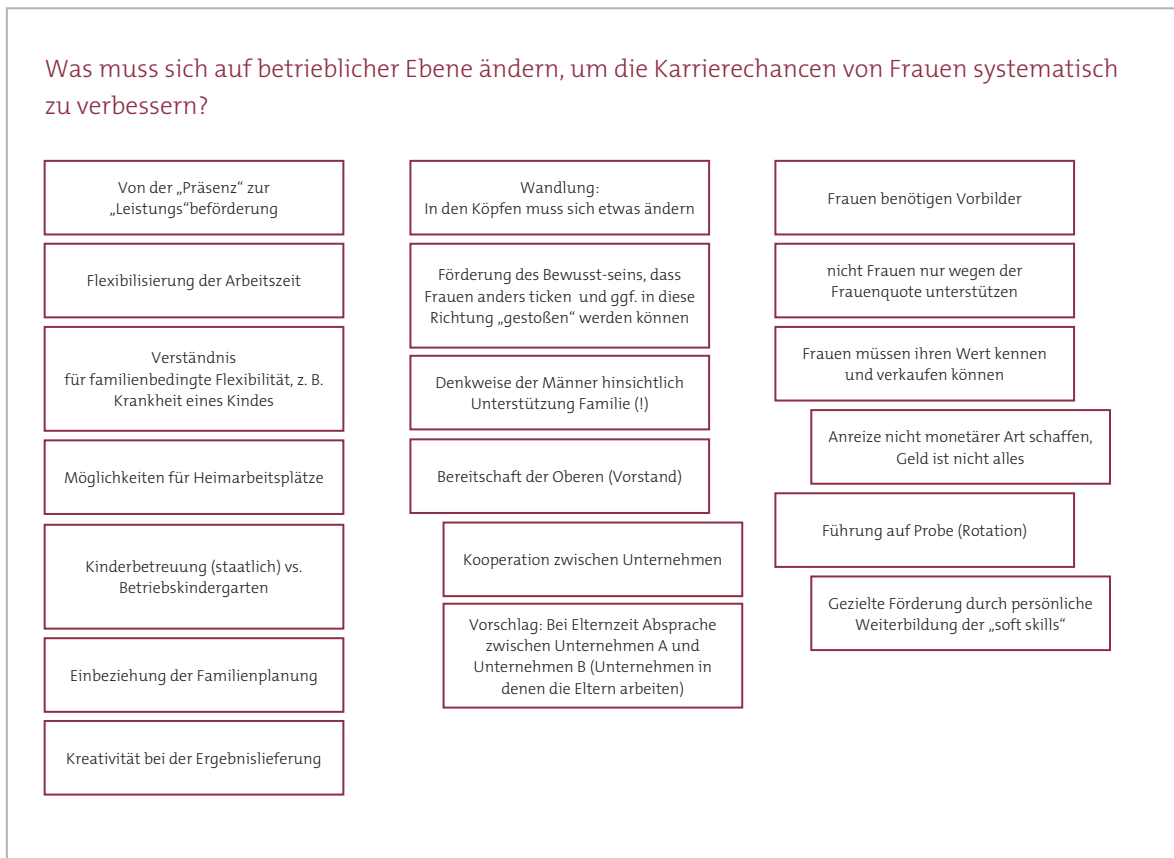 Was muss sich auf betrieblicher Ebene ändern, um die Karrierechancen von Frauen systematisch
zu verbessern?
Von der „Präsenz“ zur
„Leistungs“beförderung
Flexibilisierung der Arbeitszeit
Verständnis
für familienbedingte Flexibilität, z. B.
Krankheit eines Kindes
Möglichkeiten für Heimarbeitsplätze
Kinderbetreuung (staatlich) vs.
Betriebskindergarten
Einbeziehung der Familienplanung
Kreativität bei der Ergebnislieferung
Wandlung:
In den Köpfen muss sich etwas ändern
Förderung des Bewusst-seins, dass
Frauen anders ticken und ggf. in diese
Richtung „gestoßen“ werden können
Denkweise der Männer hinsichtlich
Unterstützung Familie (!)
Bereitschaft der Oberen (Vorstand)
Kooperation zwischen Unternehmen
Vorschlag: Bei Elternzeit Absprache
zwischen Unternehmen A und
Unternehmen B (Unternehmen in
denen die Eltern arbeiten)
Frauen benötigen Vorbilder
nicht Frauen nur wegen der
Frauenquote unterstützen
Frauen müssen ihren Wert kennen
und verkaufen können
Anreize nicht monetärer Art schaffen,
Geld ist nicht alles
Führung auf Probe (Rotation)
Gezielte Förderung durch persönliche
Weiterbildung der „soft skills“